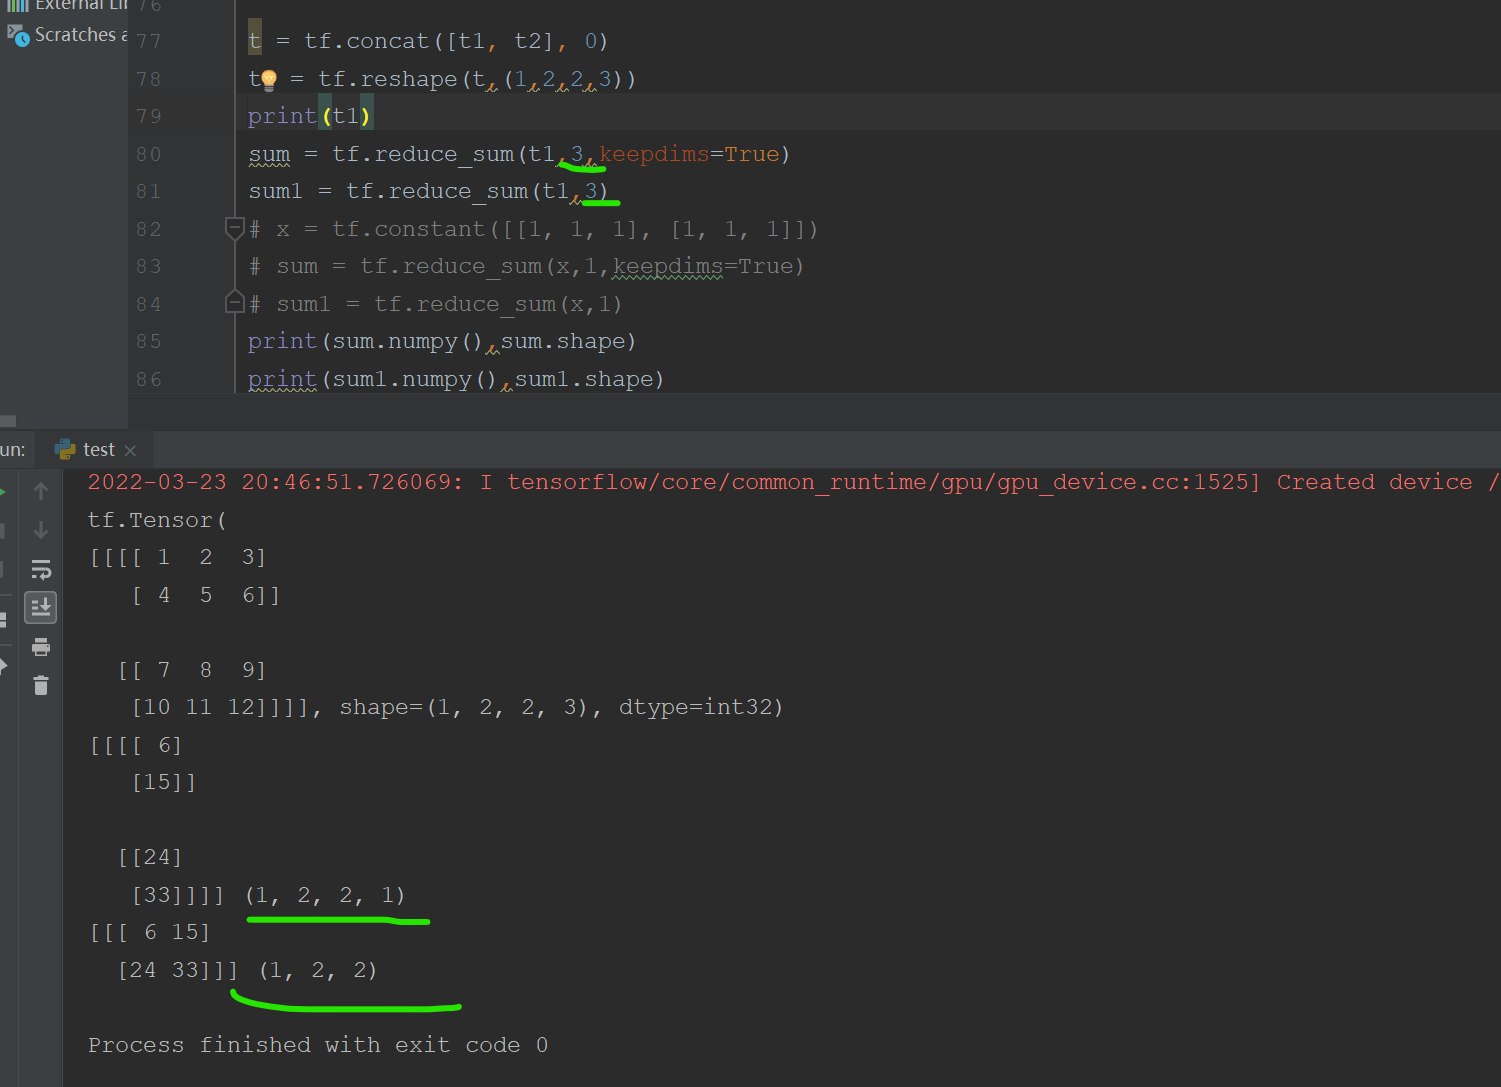 External Li
Scratches a
76
77 t = tf.concat([t1, t2], 0)
78 t = tf.reshape(t,(1,2,2,3))
79 print(t1)
80 sum = tf.reduce_sum(t1,3,keepdims=True)
81 sum1 = tf.reduce_sum(t1,3)
82 # x = tf.constant([[1, 1, 1], [1, 1, 1]])
83 # sum = tf.reduce_sum(x,1,keepdims=True)
84 # sum1 = tf.reduce_sum(x,1)
85 print(sum.numpy(),sum.shape)
86 print(sum1.numpy(),sum1.shape)
un: test
2022-03-23 20:46:51.726069: I tensorflow/core/common_runtime/gpu/gpu_device.cc:1525] Created device /
tf.Tensor(
[[[[ 1  2  3]
[ 4  5  6]]
[[ 7  8  9]
[10 11 12]]]], shape=(1, 2, 2, 3), dtype=int32)
[[[[ 6]
[15]]
[[24]
[33]]]] (1, 2, 2, 1)
[[[ 6 15]
[24 33]]] (1, 2, 2)
Process finished with exit code 0